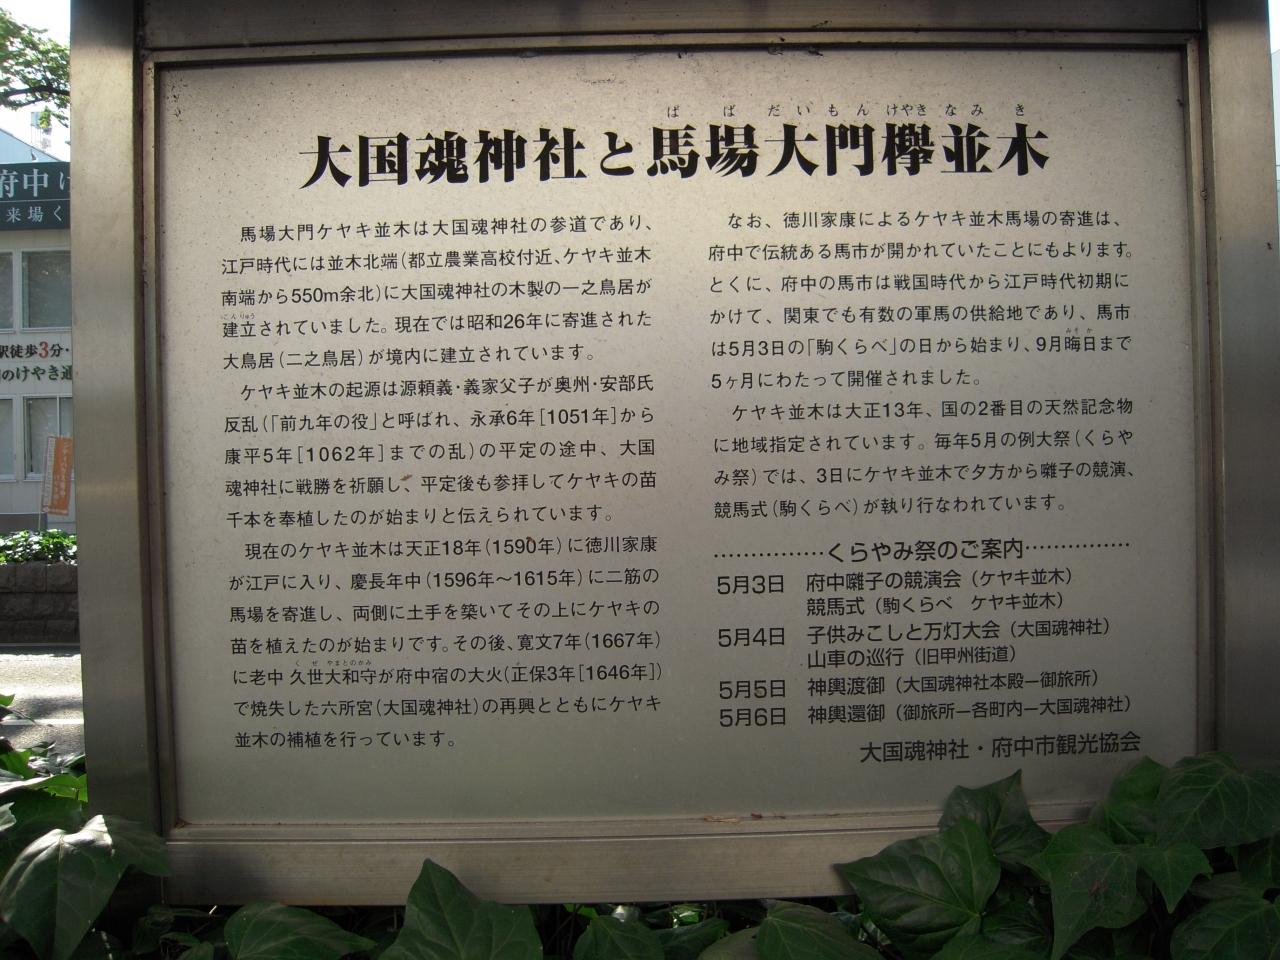 大国魂神社と馬場大門欅並木
ばばだいもんけやきなみき
馬場大門ケヤキ並木は大国魂神社の参道であり、
江戸時代には並木北端(都立農業高校付近、ケヤキ並木
南端から550m余北)に大国魂神社の木製の一之鳥居が
こんりゅう
建立されていました。現在では昭和26年に寄進された
大鳥居(二之鳥居)が境内に建立されています。
ケヤキ並木の起源は源頼義・義家父子が奥州・安部氏
反乱(「前九年の役」と呼ばれ、永承6年[1051年]から
康平5年[1062年]までの乱)の平定の途中、大国
魂神社に戦勝を祈願し、平定後も参拝してケヤキの苗
千本を奉植したのが始まりと伝えられています。
現在のケヤキ並木は天正18年(1590年)に徳川家康
が江戸に入り、慶長年中(1596年〜1615年)に二筋の
馬場を寄進し、両側に土手を築いてその上にケヤキの
苗を植えたのが始まりです。その後、寛文7年(1667年)
くぜやまとのかみ
に老中 久世大和守が府中宿の大火(正保3年[1646年])
で焼失した六所宮(大国魂神社)の再興とともにケヤキ
並木の補植を行っています。
なお、徳川家康によるケヤキ並木馬場の寄進は、
府中で伝統ある馬市が開かれていたことにもよります。
とくに、府中の馬市は戦国時代から江戸時代初期に
かけて、関東でも有数の軍馬の供給地であり、馬市
みそか
は5月3日の「駒くらべ」の日から始まり、9月晦日まで
5ヶ月にわたって開催されました。
ケヤキ並木は大正13年、国の2番目の天然記念物
に地域指定されています。毎年5月の例大祭(くらや
み祭)では、3日にケヤキ並木で夕方から囃子の競演、
競馬式(駒くらべ)が執り行なわれています。
……………くらやみ祭のご案内……………
5月3日 府中囃子の競演会(ケヤキ並木)
競馬式(駒くらべ ケヤキ並木)
5月4日 子供みこしと万灯大会(大国魂神社)
山車の巡行(旧甲州街道)
5月5日 神輿渡御(大国魂神社本殿—御旅所)
5月6日 神輿還御(御旅所—各町内—大国魂神社)
大国魂神社・府中市観光協会
府中け
来場く
駅徒歩3分・
のけやき通